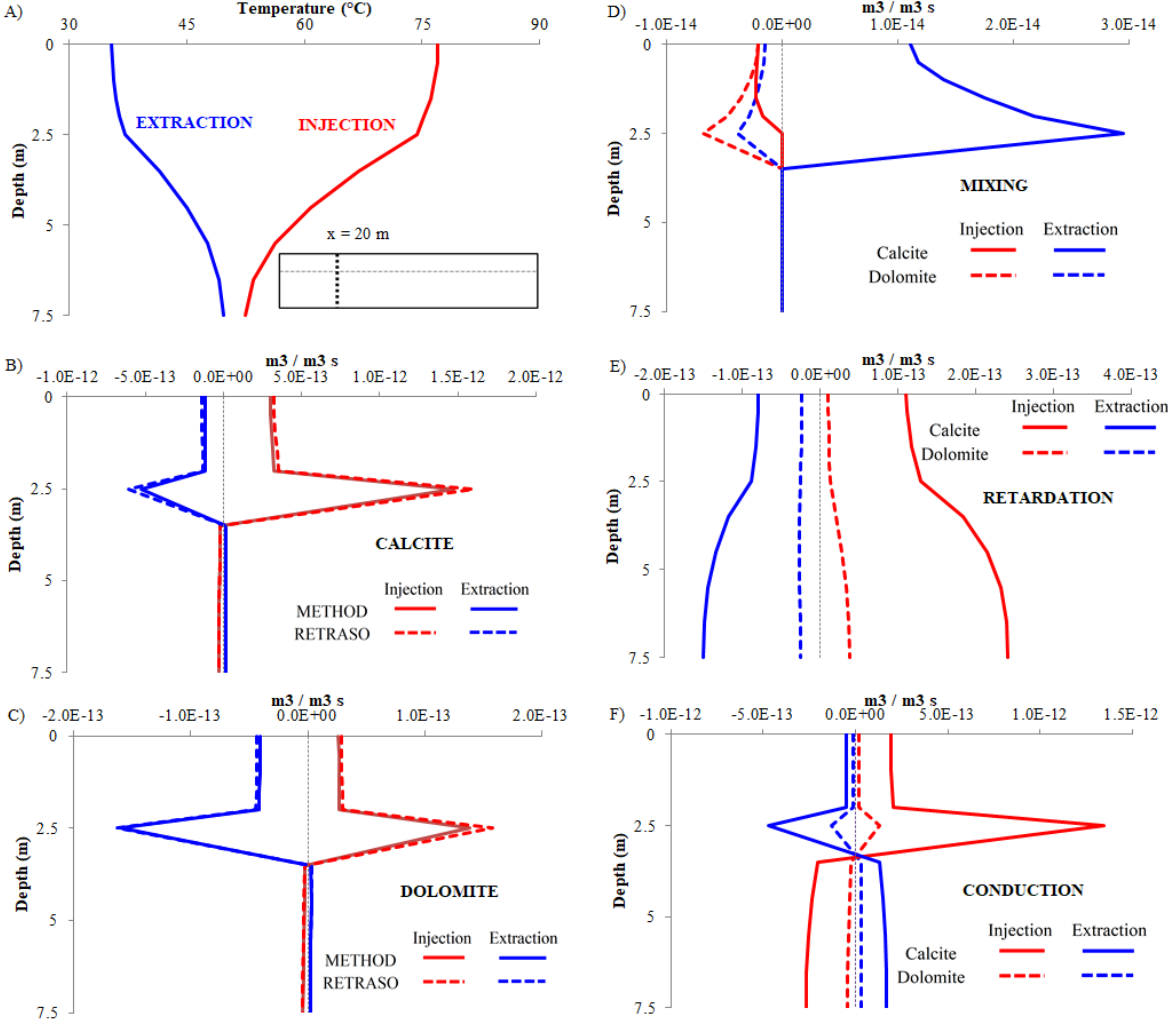 A)
Temperature (°C)
30 45 60 75 90
0
2.5
5
7.5
Depth (m)
EXTRACTION INJECTION
x = 20 m
B)
m3 / m3 s
-1.0E-12 -5.0E-13 0.0E+00 5.0E-13 1.0E-12 1.5E-12 2.0E-12
0
2.5
5
7.5
Depth (m)
CALCITE
Injection Extraction
METHOD
RETRASO
C)
m3 / m3 s
-2.0E-13 -1.0E-13 0.0E+00 1.0E-13 2.0E-13
0
2.5
5
7.5
Depth (m)
DOLOMITE
Injection Extraction
METHOD
RETRASO
D)
m3 / m3 s
-1.0E-14 0.0E+00 1.0E-14 2.0E-14 3.0E-14
0
2.5
5
7.5
Depth (m)
MIXING
Injection Extraction
Calcite
Dolomite
E)
m3 / m3 s
-2.0E-13 -1.0E-13 0.0E+00 1.0E-13 2.0E-13 3.0E-13 4.0E-13
0
2.5
5
7.5
Depth (m)
Injection Extraction
Calcite
Dolomite
RETARDATION
F)
m3 / m3 s
-1.0E-12 -5.0E-13 0.0E+00 5.0E-13 1.0E-12 1.5E-12
0
2.5
5
7.5
Depth (m)
CONDUCTION
Injection Extraction
Calcite
Dolomite